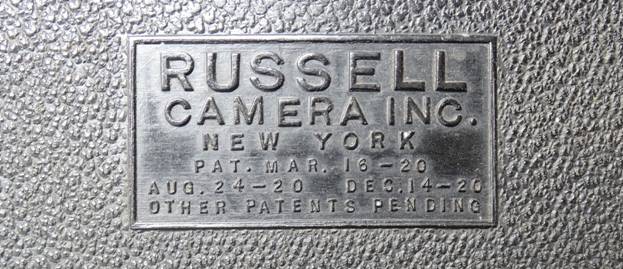 RUSSELL
CAMERA INC.
NEW YORK
PAT. MAR. 16-20
AUG. 24-20 DEC. 14-20
OTHER PATENTS PENDING